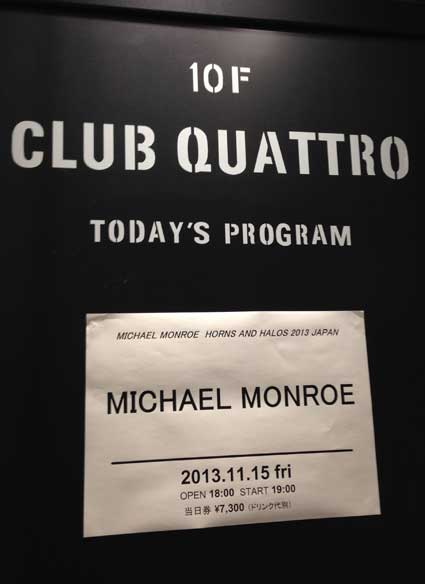 10F
CLUB QUATTRO
TODAY'S PROGRAM
MICHAEL MONROE HORNS AND HALOS 2013 JAPAN
MICHAEL MONROE
2013.11.15 fri
OPEN 18:00 START 19:00
当日券 ¥7,300 (ドリンク代別)